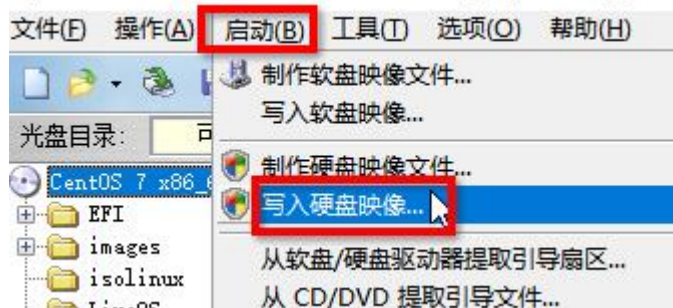 文件(F) 操作(A) 启动(B) 工具(T) 选项(O) 帮助(H)
制作软盘映像文件...
写入软盘映像...
光盘目录: 可
制作硬盘映像文件...
CentOS 7 x86_6
写入硬盘映像...
EFI
images
从软盘/硬盘驱动器提取引导扇区...
isolinux
从 CD/DVD 提取引导文件...
LiveOS